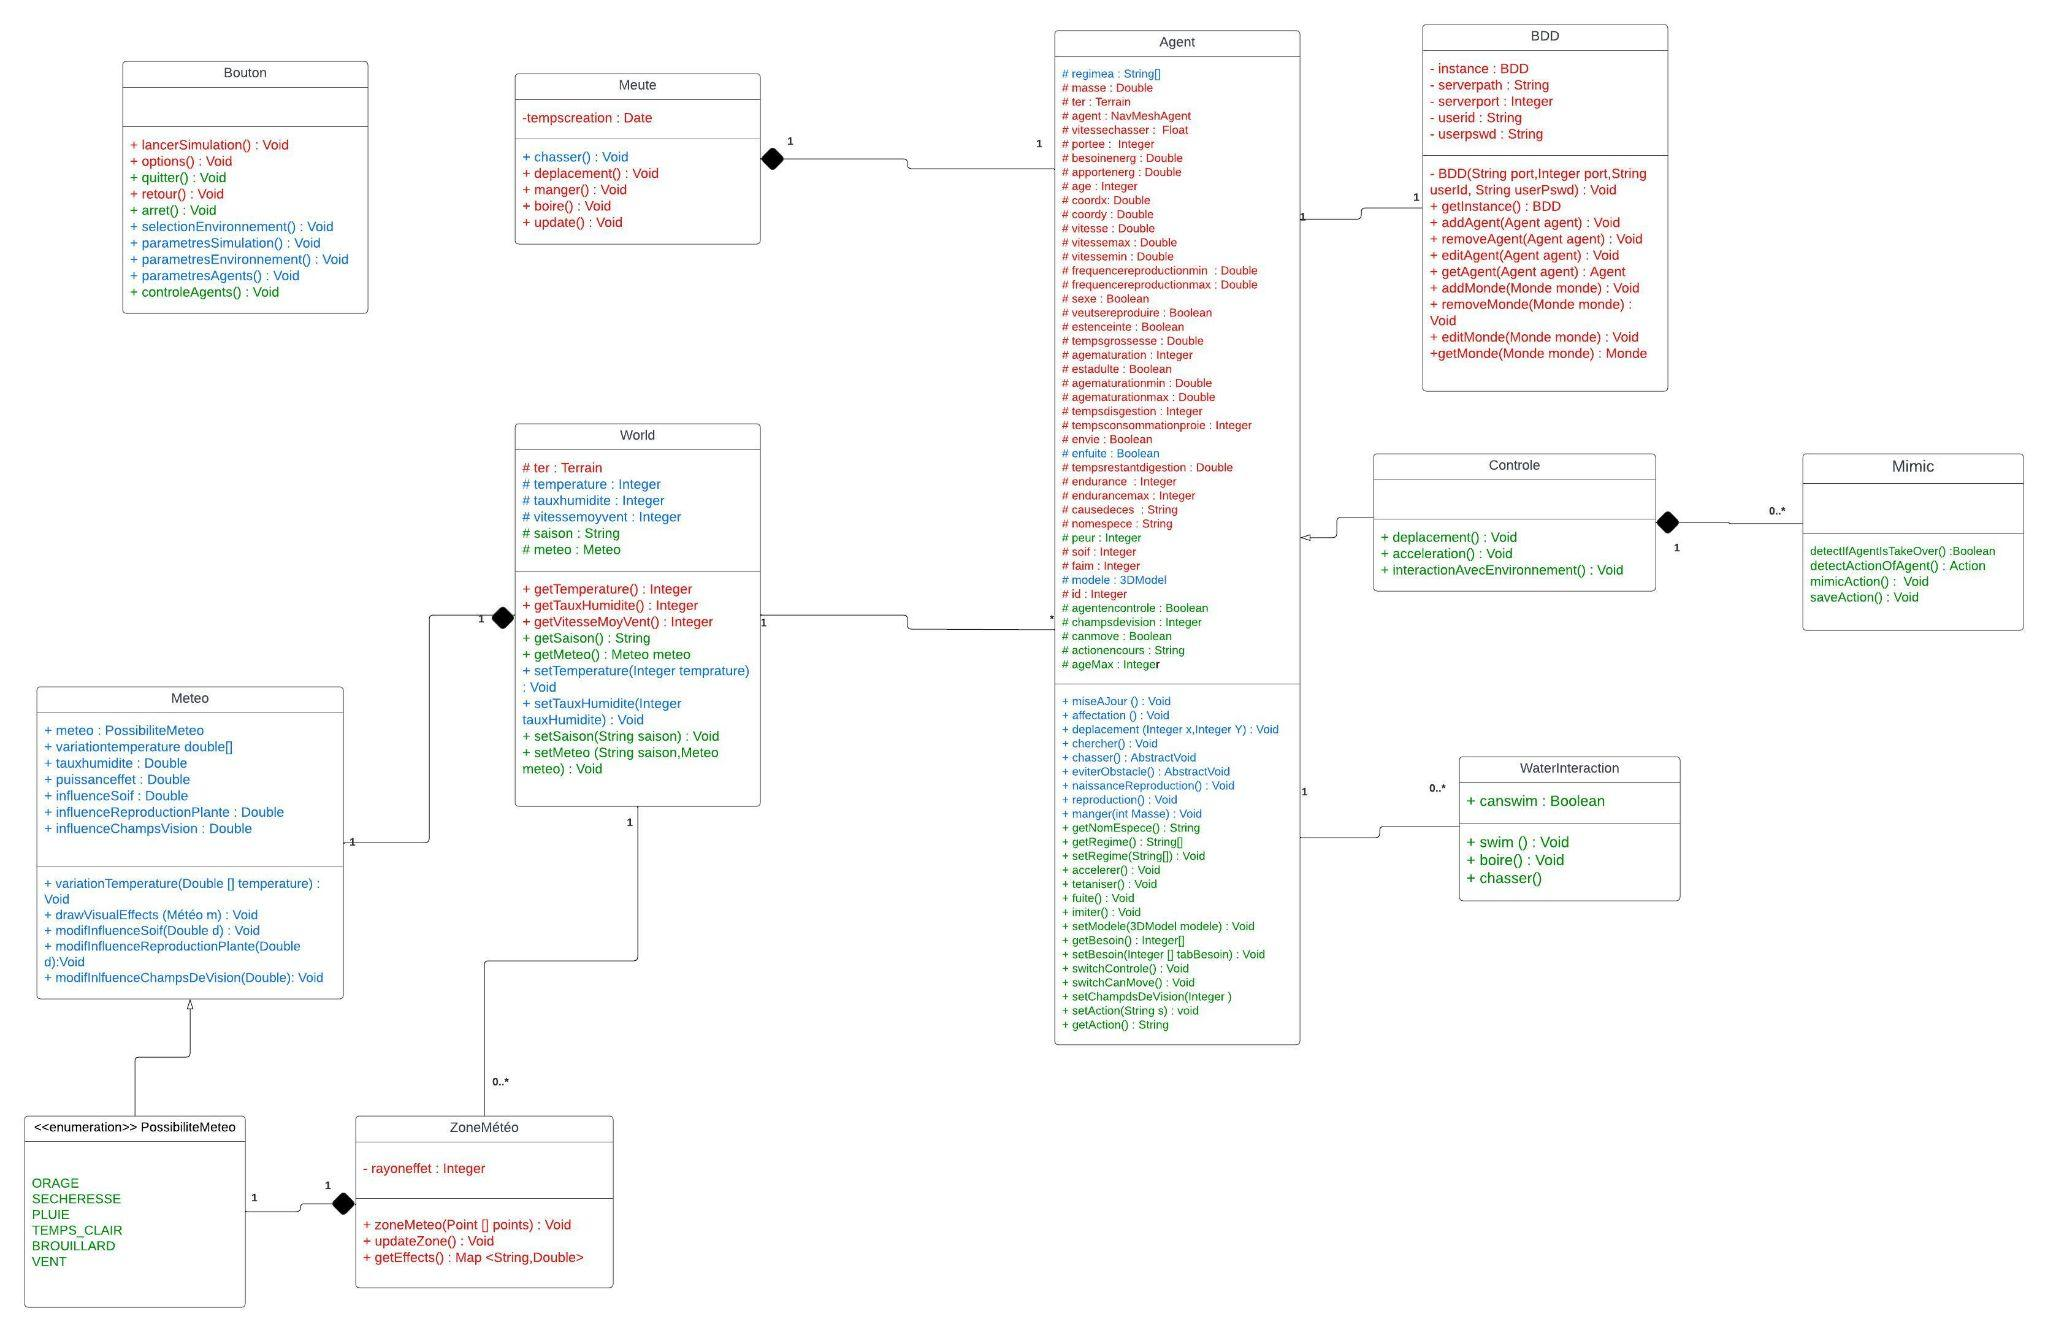 Bouton
+ lancerSimulation() : Void
+ options() : Void
+ quitter() : Void
+ retour() : Void
+ arret() : Void
+ selectionEnvironnement() : Void
+ parametresSimulation() : Void
+ parametresEnvironnement() : Void
+ parametresAgents() : Void
+ controleAgents() : Void
Meute
-tempscreation : Date
+ chasser() : Void
+ deplacement() : Void
+ manger() : Void
+ boire() : Void
+ update() : Void
1
1
Agent
# regimea : String[]
# masse : Double
# ter : Terrain
# agent : NavMeshAgent
# vitessechasser : Float
# portee : Integer
# besoinenerg : Double
# apportenerg : Double
# age : Integer
# coordx: Double
# coordy : Double
# vitesse : Double
# vitessemax : Double
# vitessemin : Double
# frequencereproductionmin : Double
# frequencereproductionmax : Double
# sexe : Boolean
# veutsereproduire : Boolean
# estenceinte : Boolean
# tempsgrossesse : Double
# agematuration : Integer
# estadulte : Boolean
# agematurationmin : Double
# agematurationmax : Double
# tempsdisgestion : Integer
# tempsconsommationproie : Integer
# envie : Boolean
# enfuite : Boolean
# tempsrestantdigestion : Double
# endurance : Integer
# endurancemax : Integer
# causedeces : String
# nomespece : String
# peur : Integer
# soif : Integer
# faim : Integer
# modele : 3DModel
# id : Integer
# agentencontrole : Boolean
# champsdevision : Integer
# canmove : Boolean
# actionencours : String
# ageMax : Integer
+ miseAJour () : Void
+ affectation () : Void
+ deplacement (Integer x,Integer Y) : Void
+ chercher() : Void
+ chasser() : AbstractVoid
+ eviterObstacle() : AbstractVoid
+ naissanceReproduction() : Void
+ reproduction() : Void
+ manger(int Masse) : Void
+ getNomEspece() : String
+ getRegime() : String[]
+ setRegime(String[]) : Void
+ accelerer() : Void
+ tetaniser() : Void
+ fuite() : Void
+ imiter() : Void
+ setModele(3DModel modele) : Void
+ getBesoin() : Integer[]
+ setBesoin(Integer [] tabBesoin) : Void
+ switchControle() : Void
+ switchCanMove() : Void
+ setChampdsDeVision(Integer )
+ setAction(String s) : void
+ getAction() : String
1
1
BDD
- instance : BDD
- serverpath : String
- serverport : Integer
- userid : String
- userpswd : String
- BDD(String port,Integer port,String
userId, String userPswd) : Void
+ getInstance() : BDD
+ addAgent(Agent agent) : Void
+ removeAgent(Agent agent) : Void
+ editAgent(Agent agent) : Void
+ getAgent(Agent agent) : Agent
+ addMonde(Monde monde) : Void
+ removeMonde(Monde monde) :
Void
+ editMonde(Monde monde) : Void
+getMonde(Monde monde) : Monde
World
# ter : Terrain
# temperature : Integer
# tauxhumidite : Integer
# vitessemoyvent : Integer
# saison : String
# meteo : Meteo
+ getTemperature() : Integer
+ getTauxHumidite() : Integer
+ getVitesseMoyVent() : Integer
+ getSaison() : String
+ getMeteo() : Meteo meteo
+ setTemperature(Integer temprature)
: Void
+ setTauxHumidite(Integer
tauxHumidite) : Void
+ setSaison(String saison) : Void
+ setMeteo (String saison,Meteo
meteo) : Void
1
1
*
1
Controle
+ deplacement() : Void
+ acceleration() : Void
+ interactionAvecEnvironnement() : Void
1
0..*
Mimic
detectIfAgentIsTakeOver() :Boolean
detectActionOfAgent() : Action
mimicAction() : Void
saveAction() : Void
Meteo
+ meteo : PossibiliteMeteo
+ variationtemperature double[]
+ tauxhumidite : Double
+ puissanceffet : Double
+ influenceSoif : Double
+ influenceReproductionPlante : Double
+ influenceChampsVision : Double
+ variationTemperature(Double [] temperature) :
Void
+ drawVisualEffects (Météo m) : Void
+ modifInfluenceSoif(Double d) : Void
+ modifInfluenceReproductionPlante(Double
d):Void
+ modifInlfuenceChampsDeVision(Double): Void
1
1
0..*
WaterInteraction
+ canswim : Boolean
+ swim () : Void
+ boire() : Void
+ chasser()
0..*
<<enumeration>> PossibiliteMeteo
ORAGE
SECHERESSE
PLUIE
TEMPS_CLAIR
BROUILLARD
VENT
1
1
ZoneMétéo
- rayoneffet : Integer
+ zoneMeteo(Point [] points) : Void
+ updateZone() : Void
+ getEffects() : Map <String,Double>